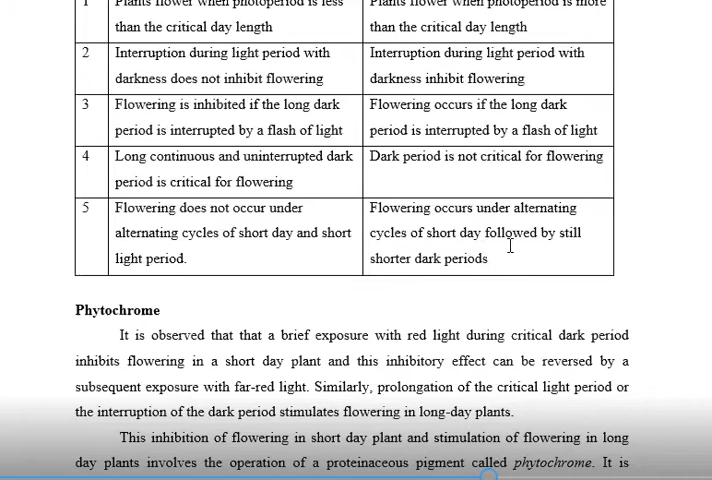 1 Plants flower when photoperiod is less Plants flower when photoperiod is more
than the critical day length than the critical day length
2 Interruption during light period with Interruption during light period with
darkness does not inhibit flowering darkness inhibit flowering
3 Flowering is inhibited if the long dark Flowering occurs if the long dark
period is interrupted by a flash of light period is interrupted by a flash of light
4 Long continuous and uninterrupted dark Dark period is not critical for flowering
period is critical for flowering
5 Flowering does not occur under Flowering occurs under alternating
alternating cycles of short day and short cycles of short day followed by still
light period. shorter dark periods
Phytochrome
It is observed that that a brief exposure with red light during critical dark period
inhibits flowering in a short day plant and this inhibitory effect can be reversed by a
subsequent exposure with far-red light. Similarly, prolongation of the critical light period or
the interruption of the dark period stimulates flowering in long-day plants.
This inhibition of flowering in short day plant and stimulation of flowering in long
day plants involves the operation of a proteinaceous pigment called phytochrome. It is